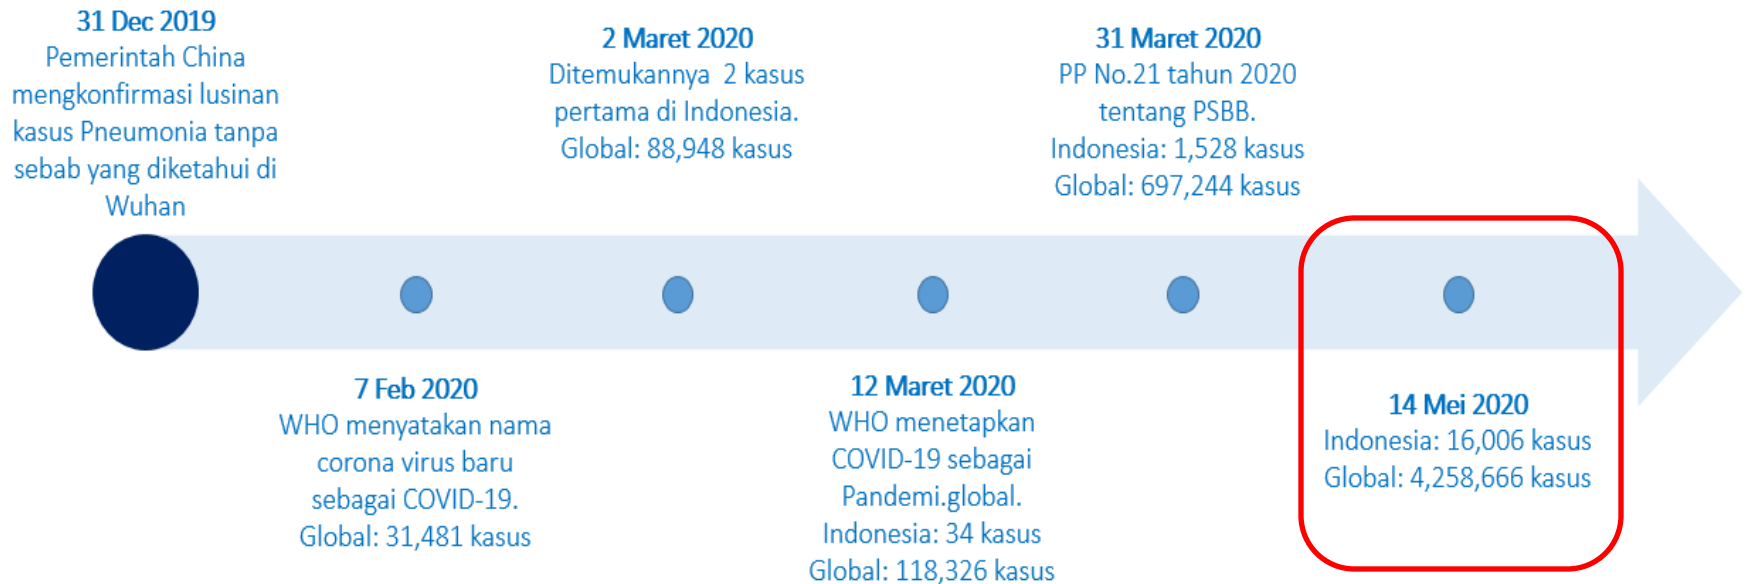 31 Dec 2019
Pemerintah China
mengkonfirmasi lusinan
kasus Pneumonia tanpa
sebab yang diketahui di
Wuhan
7 Feb 2020
WHO menyatakan nama
corona virus baru
sebagai COVID-19.
Global: 31,481 kasus
2 Maret 2020
Ditemukannya 2 kasus
pertama di Indonesia.
Global: 88,948 kasus
12 Maret 2020
WHO menetapkan
COVID-19 sebagai
Pandemi.global.
Indonesia: 34 kasus
Global: 118,326 kasus
31 Maret 2020
PP No.21 tahun 2020
tentang PSBB.
Indonesia: 1,528 kasus
Global: 697,244 kasus
14 Mei 2020
Indonesia: 16,006 kasus
Global: 4,258,666 kasus